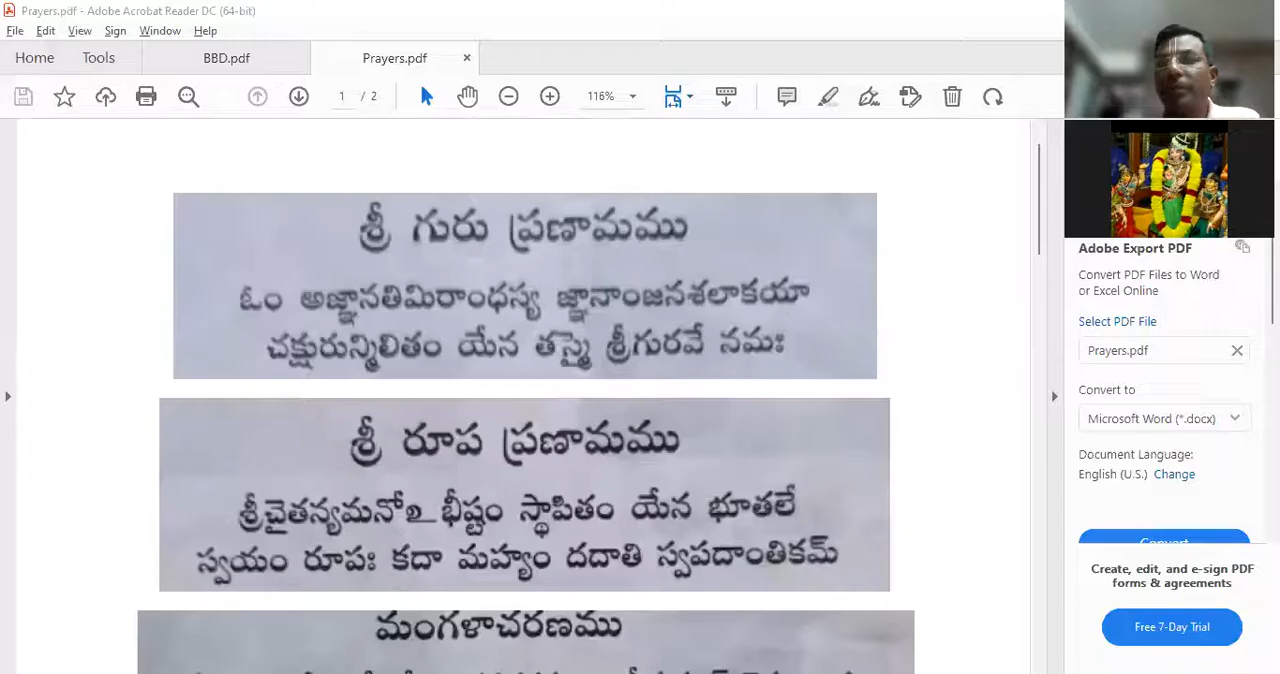 Prayers.pdf - Adobe Acrobat Reader DC (64-bit)
File Edit View Sign Window Help
Home Tools BBD.pdf Prayers.pdf ×
1 / 2 116%
శ్రీ గురు ప్రణామము
ఓం అజ్ఞానతిమిరాంధస్య జ్ఞానాంజనశలాకయా
చక్షురున్మిలితం యేన తస్మై శ్రీగురవే నమః
శ్రీ రూప ప్రణామము
శ్రీచైతన్యమనోఽభీష్టం స్థాపితం యేన భూతలే
స్వయం రూపః కదా మహ్యం దదాతి స్వపదాంతికమ్
మంగళాచరణము
Adobe Export PDF
Convert PDF Files to Word
or Excel Online
Select PDF File
Prayers.pdf
Convert to
Microsoft Word (*.docx)
Document Language:
English (U.S.) Change
Convert
Create, edit, and e-sign PDF
forms & agreements
Free 7-Day Trial